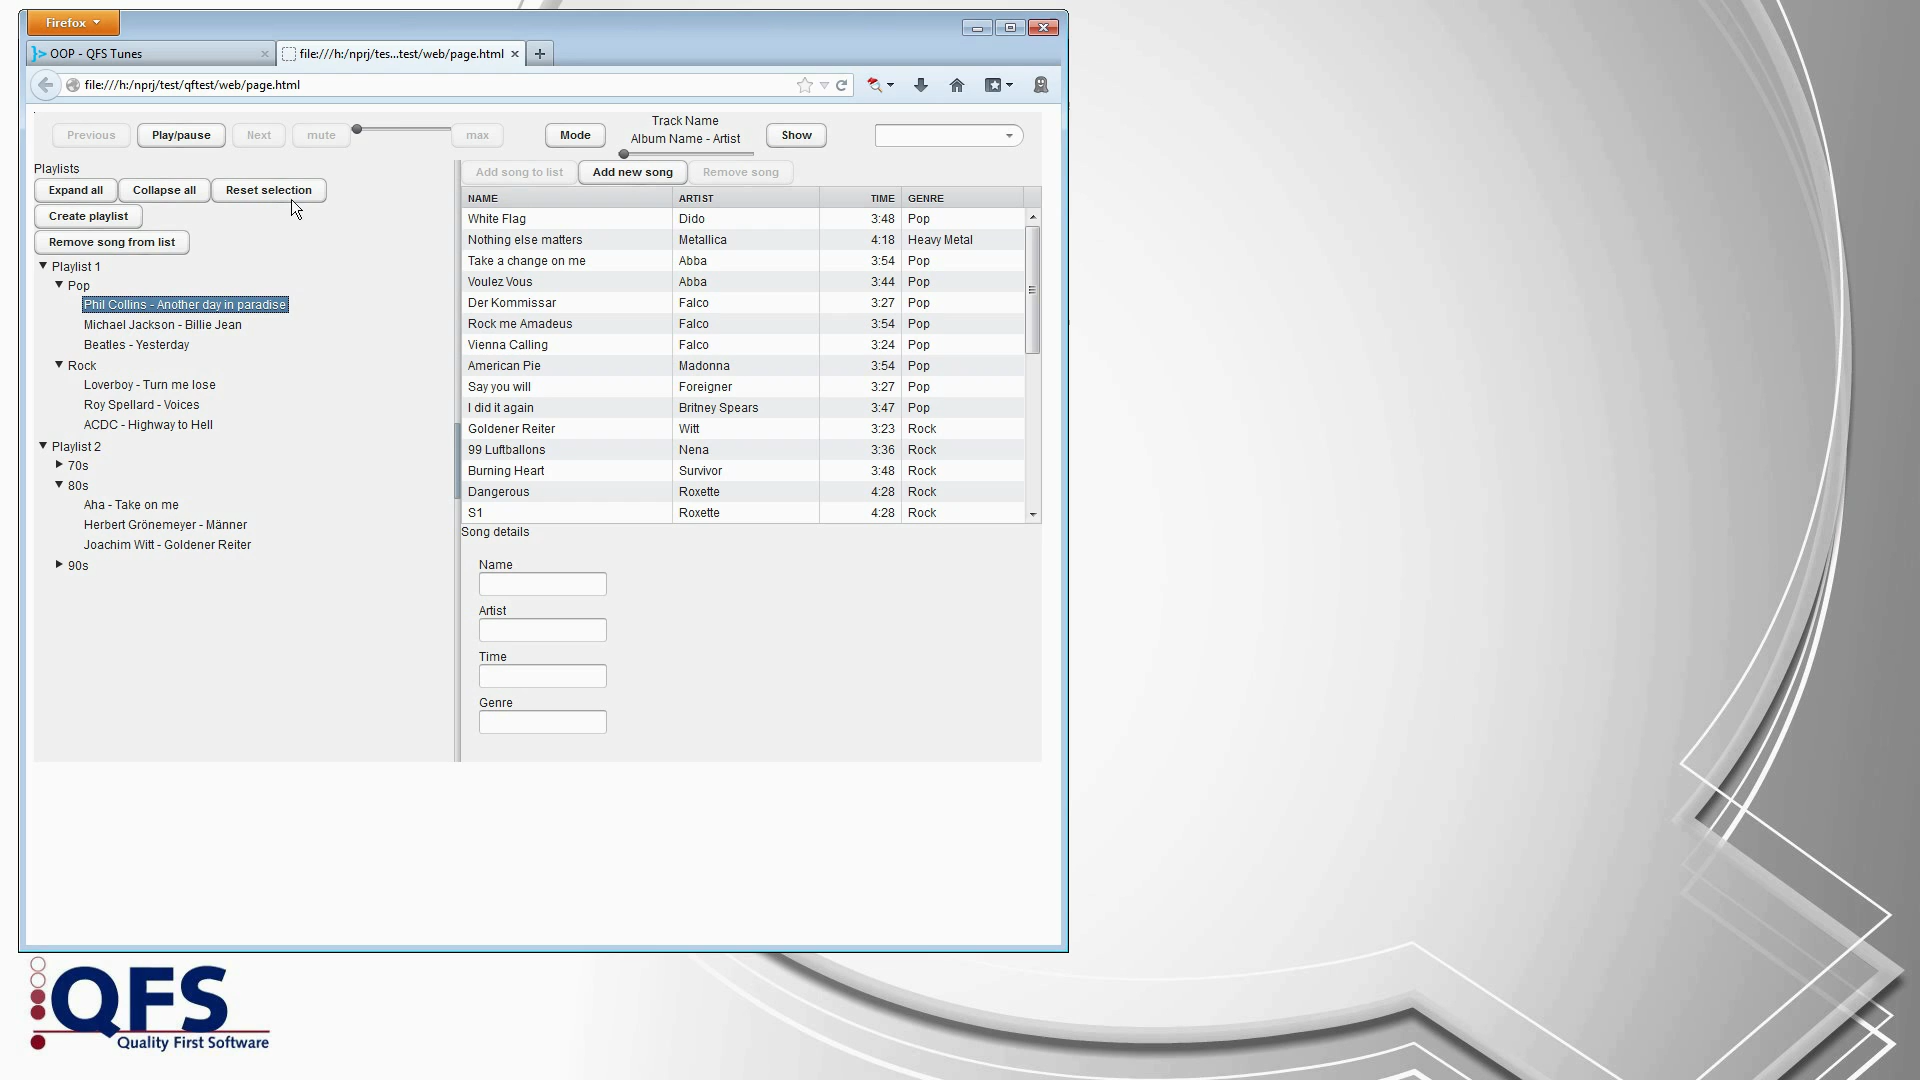 Firefox
OOP - QFS Tunes
file:///h:/nprj/tes...test/web/page.html
file:///h:/nprj/test/qftest/web/page.html
Previous
Play/pause
Next
mute
max
Mode
Track Name
Album Name - Artist
Show
Playlists
Expand all
Collapse all
Reset selection
Create playlist
Remove song from list
Playlist 1
Pop
Phil Collins - Another day in paradise
Michael Jackson - Billie Jean
Beatles - Yesterday
Rock
Loverboy - Turn me lose
Roy Spellard - Voices
ACDC - Highway to Hell
Playlist 2
70s
80s
Aha - Take on me
Herbert Grönemeyer - Männer
Joachim Witt - Goldener Reiter
90s
Add song to list
Add new song
Remove song
NAME ARTIST TIME GENRE
White Flag Dido 3:48 Pop
Nothing else matters Metallica 4:18 Heavy Metal
Take a change on me Abba 3:54 Pop
Voulez Vous Abba 3:44 Pop
Der Kommissar Falco 3:27 Pop
Rock me Amadeus Falco 3:54 Pop
Vienna Calling Falco 3:24 Pop
American Pie Madonna 3:54 Pop
Say you will Foreigner 3:27 Pop
I did it again Britney Spears 3:47 Pop
Goldener Reiter Witt 3:23 Rock
99 Luftballons Nena 3:36 Rock
Burning Heart Survivor 3:48 Rock
Dangerous Roxette 4:28 Rock
S1 Roxette 4:28 Rock
Song details
Name
Artist
Time
Genre
QFS
Quality First Software